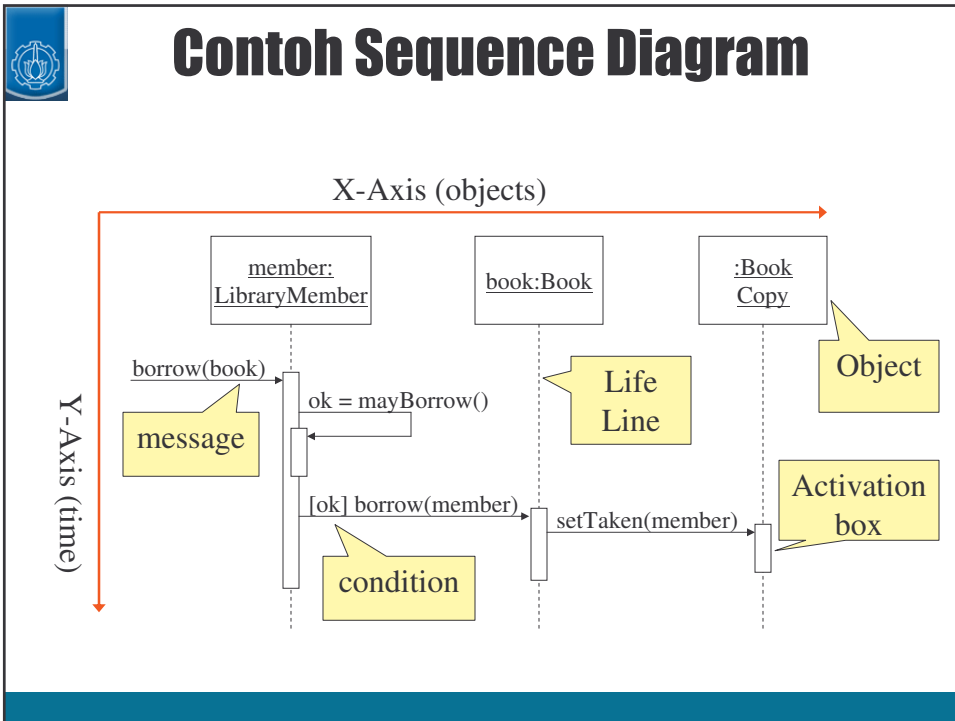 Contoh Sequence Diagram
X-Axis (objects)
member:
LibraryMember
book:Book
:Book
Copy
Object
borrow(book)
Life
Line
ok = mayBorrow()
message
Y-Axis (time)
Activation
box
[ok] borrow(member)
setTaken(member)
condition